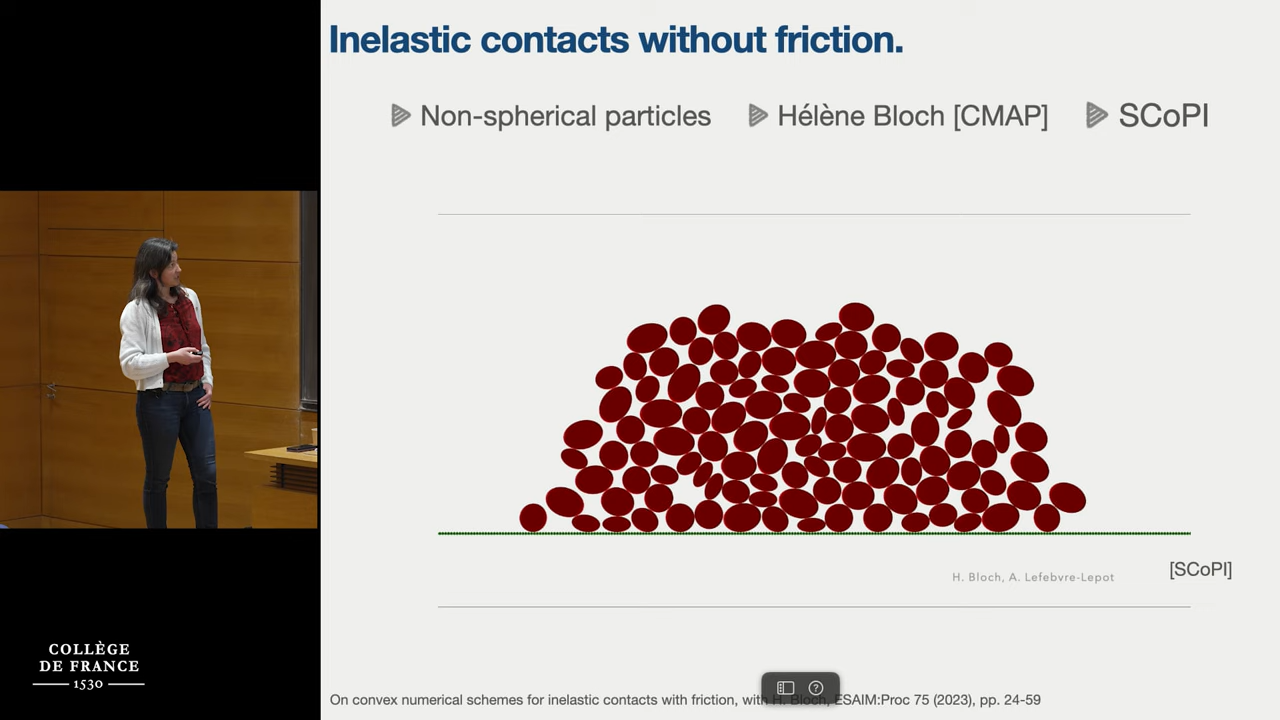 Inelastic contacts without friction.
Non-spherical particles Hélène Bloch [CMAP] SCoPI
[SCoPI]
H. Bloch, A. Lefebvre-Lepot
COLLÈGE
DE FRANCE
1530
On convex numerical schemes for inelastic contacts with friction, with H. Bloch, ESAIM:Proc 75 (2023), pp. 24-59